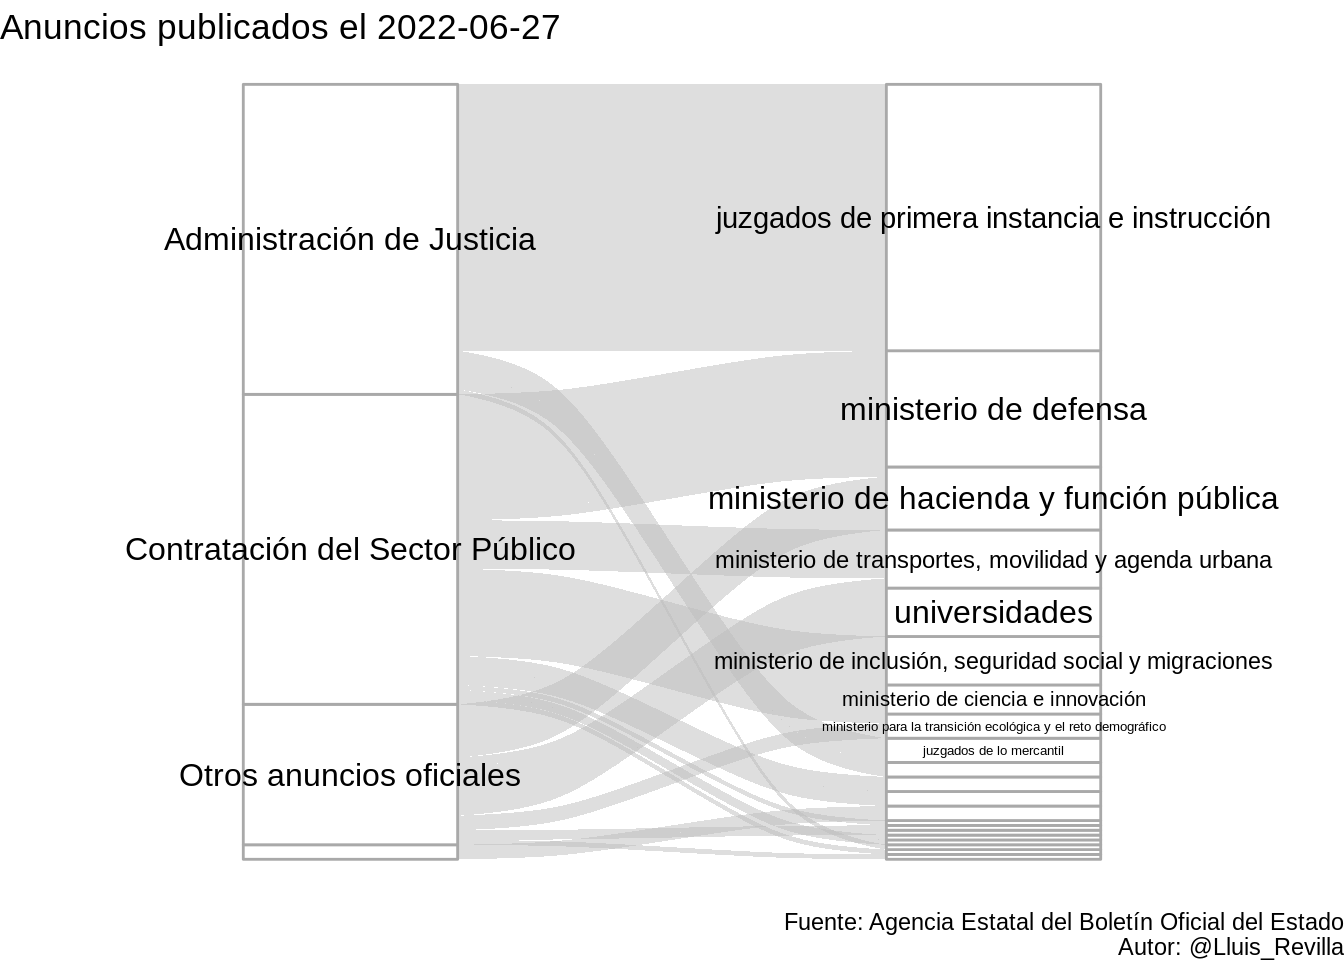 Anuncios publicados el 2022-06-27
Administración de Justicia
Contratación del Sector Público
Otros anuncios oficiales
juzgados de primera instancia e instrucción
ministerio de defensa
ministerio de hacienda y función pública
ministerio de transportes, movilidad y agenda urbana
universidades
ministerio de inclusión, seguridad social y migraciones
ministerio de ciencia e innovación
ministerio para la transición ecológica y el reto demográfico
juzgados de lo mercantil
Fuente: Agencia Estatal del Boletín Oficial del Estado
Autor: @Lluis_Revilla